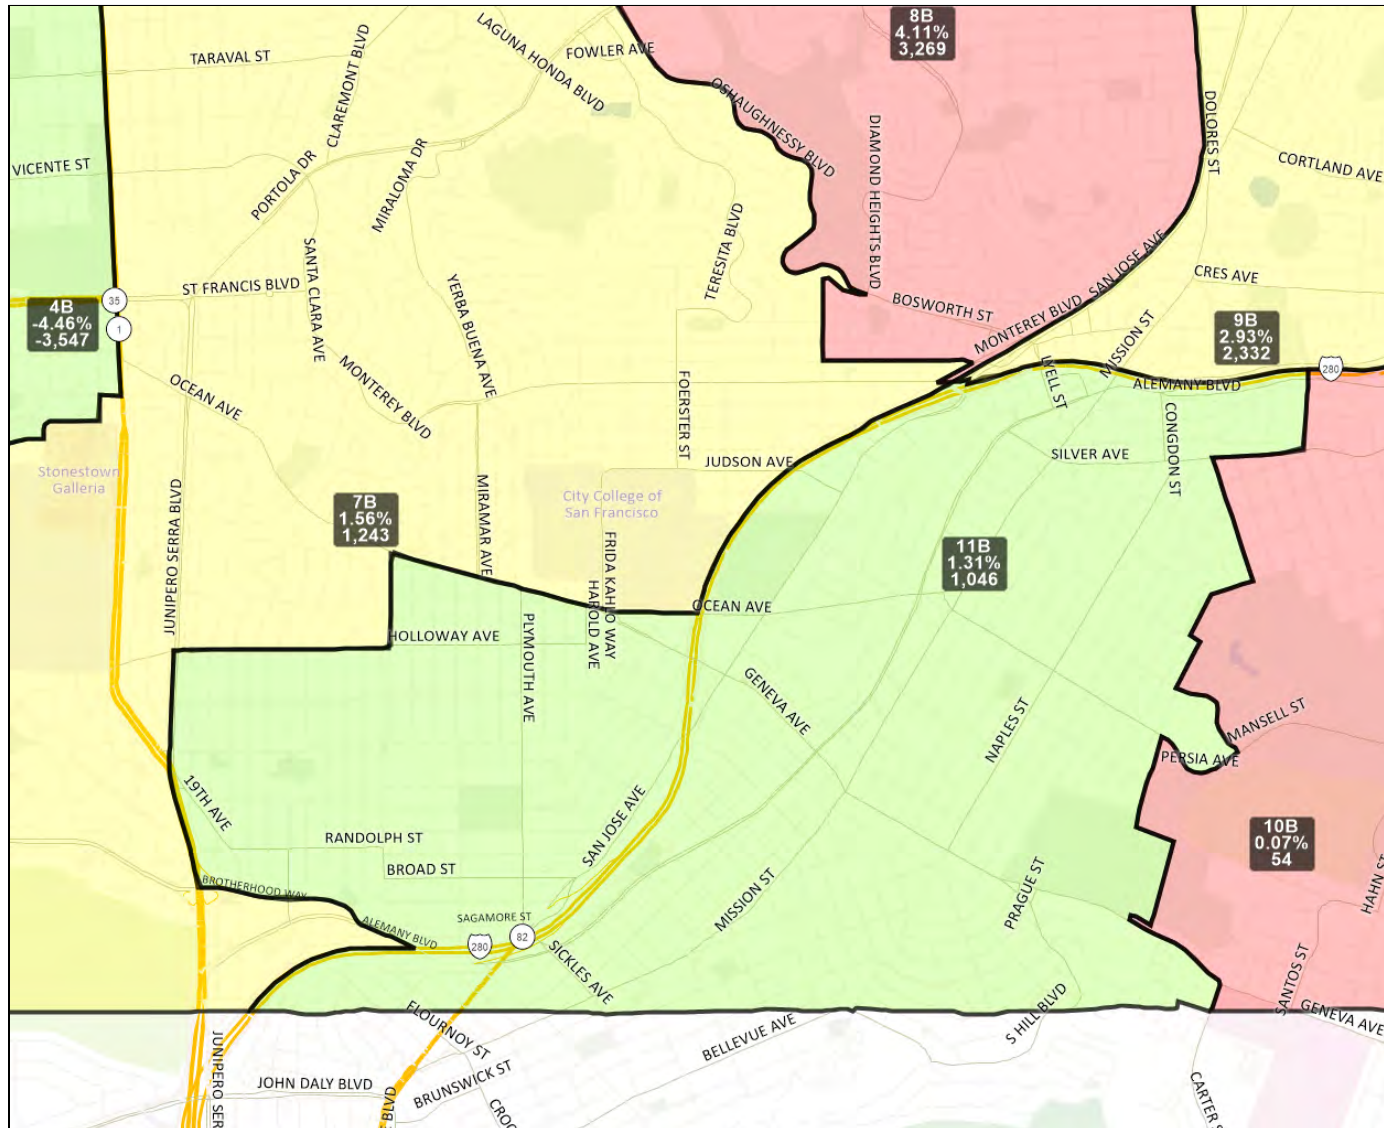 8B
4.11%
3,269
TARAVAL ST
CLAREMONT BLVD
LAGUNA HONDA BLVD
FOWLER AVE
OSHAUGHNESSY BLVD
DIAMOND HEIGHTS BLVD
DOLORES ST
CORTLAND AVE
VICENTE ST
PORTOLA DR
MIRALOMA DR
TERESITA BLVD
SAN JOSE AVE
CRES AVE
ST FRANCIS BLVD
SANTA CLARA AVE
YERBA BUENA AVE
BOSWORTH ST
MONTEREY BLVD
MISSION ST
35
1
4B
-4.46%
-3,547
9B
2.93%
2,332
280
LYELL ST
ALEMANY BLVD
OCEAN AVE
MONTEREY BLVD
FOERSTER ST
CONGDON ST
SILVER AVE
JUDSON AVE
Stonestown
Galleria
JUNIPERO SERRA BLVD
7B
1.56%
1,243
MIRAMAR AVE
City College of
San Francisco
FRIDA KAHLO WAY
HAROLD AVE
11B
1.31%
1,046
OCEAN AVE
HOLLOWAY AVE
PLYMOUTH AVE
GENEVA AVE
NAPLES ST
MANSELL ST
PERSIA AVE
19TH AVE
RANDOLPH ST
BROAD ST
SAN JOSE AVE
10B
0.07%
54
HAHN ST
BROTHERHOOD WAY
MISSION ST
PRAGUE ST
ALEMANY BLVD
SAGAMORE ST
280
82
SICKLES AVE
SANTOS ST
GENEVA AVE
FLOURNOY ST
BELLEVUE AVE
S HILL BLVD
JUNIPERO SER
JOHN DALY BLVD
BLVD
BRUNSWICK ST
CROC
CARTER S